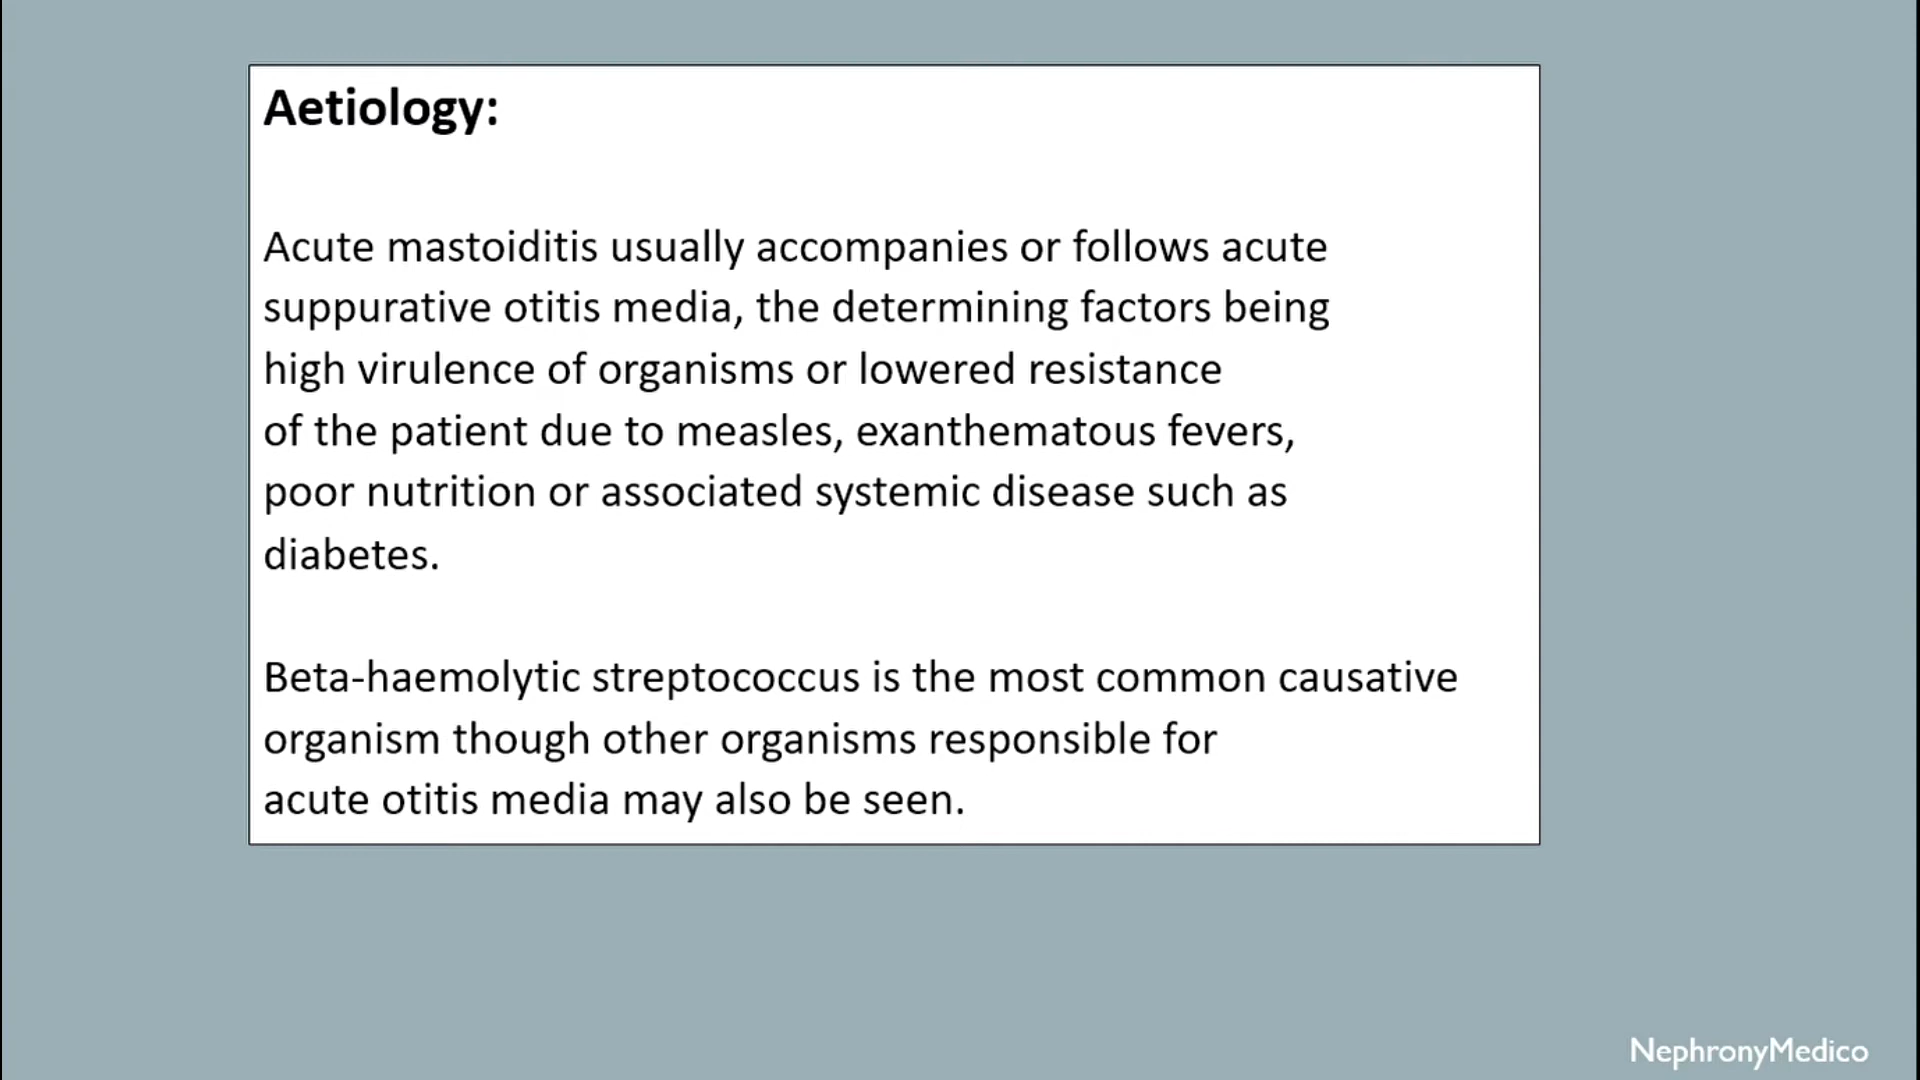 Aetiology:
Acute mastoiditis usually accompanies or follows acute
suppurative otitis media, the determining factors being
high virulence of organisms or lowered resistance
of the patient due to measles, exanthematous fevers,
poor nutrition or associated systemic disease such as
diabetes.
Beta-haemolytic streptococcus is the most common causative
organism though other organisms responsible for
acute otitis media may also be seen.
NephronyMedico